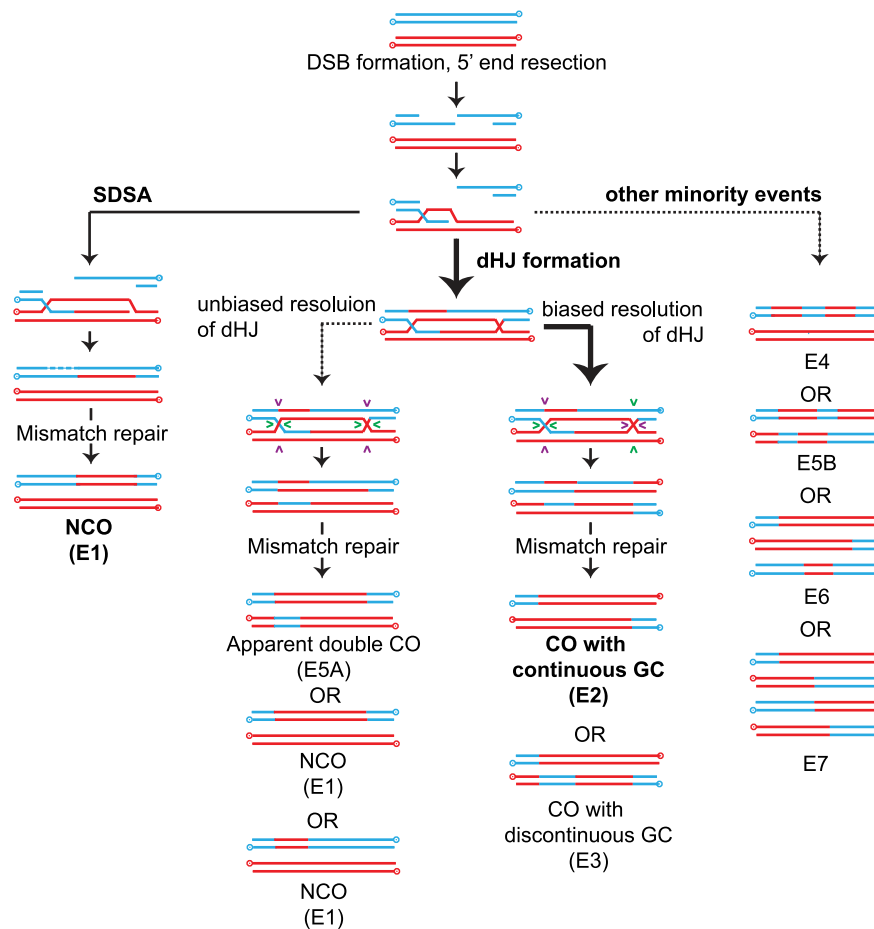 DSB formation, 5' end resection
SDSA
other minority events
dHJ formation
unbiased resoluion
of dHJ
biased resolution
of dHJ
Mismatch repair
NCO
(E1)
Mismatch repair
Apparent double CO
(E5A)
OR
NCO
(E1)
OR
NCO
(E1)
Mismatch repair
CO with
continuous GC
(E2)
OR
CO with
discontinuous GC
(E3)
E4
OR
E5B
OR
E6
OR
E7